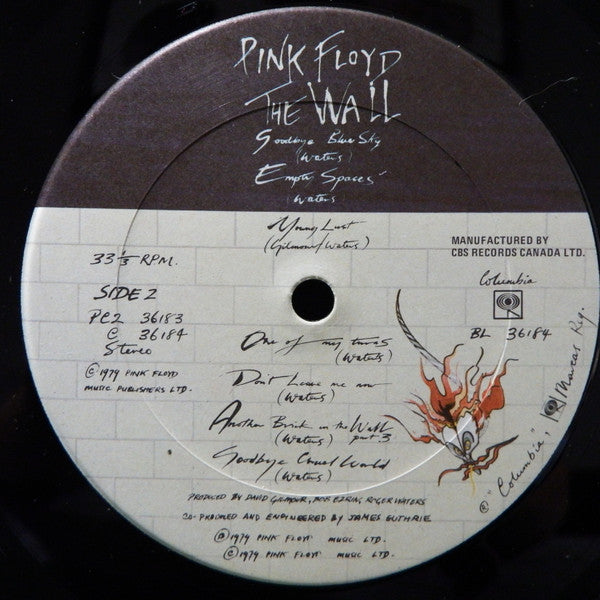 PINK FLOYD
THE WALL
Goodbye Blue Sky
(Waters)
Empty Spaces
(Waters)
Young Lust
(Gilmour/Waters)
33 1/3 RPM.
MANUFACTURED BY
CBS RECORDS CANADA LTD.
SIDE 2
Columbia
PC2 36183
C 36184
Stereo
BL 36184
One of my turns
(Waters)
Ⓒ 1979 PINK FLOYD
MUSIC PUBLISHERS LTD.
Don't Leave me now
(Waters)
Another Brick in the Wall
(Waters) part 3
Goodbye Cruel World
(Waters)
® "Columbia", Marcas Reg.
PRODUCED BY DAVID GILMOUR, BOB EZRIN, ROGER WATERS
CO-PRODUCED AND ENGINEERED BY JAMES GUTHRIE
Ⓟ 1979 PINK FLOYD MUSIC LTD.
Ⓒ 1979 PINK FLOYD MUSIC LTD.